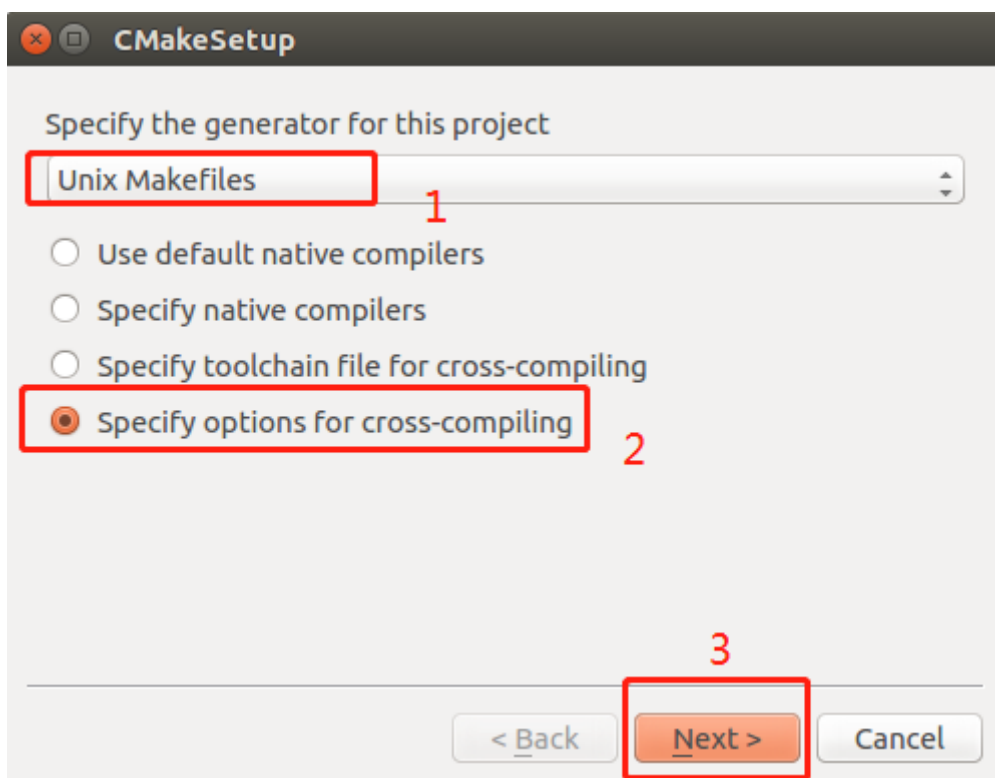 CMakeSetup
Specify the generator for this project
Unix Makefiles
1
Use default native compilers
Specify native compilers
Specify toolchain file for cross-compiling
Specify options for cross-compiling
2
3
< Back
Next >
Cancel